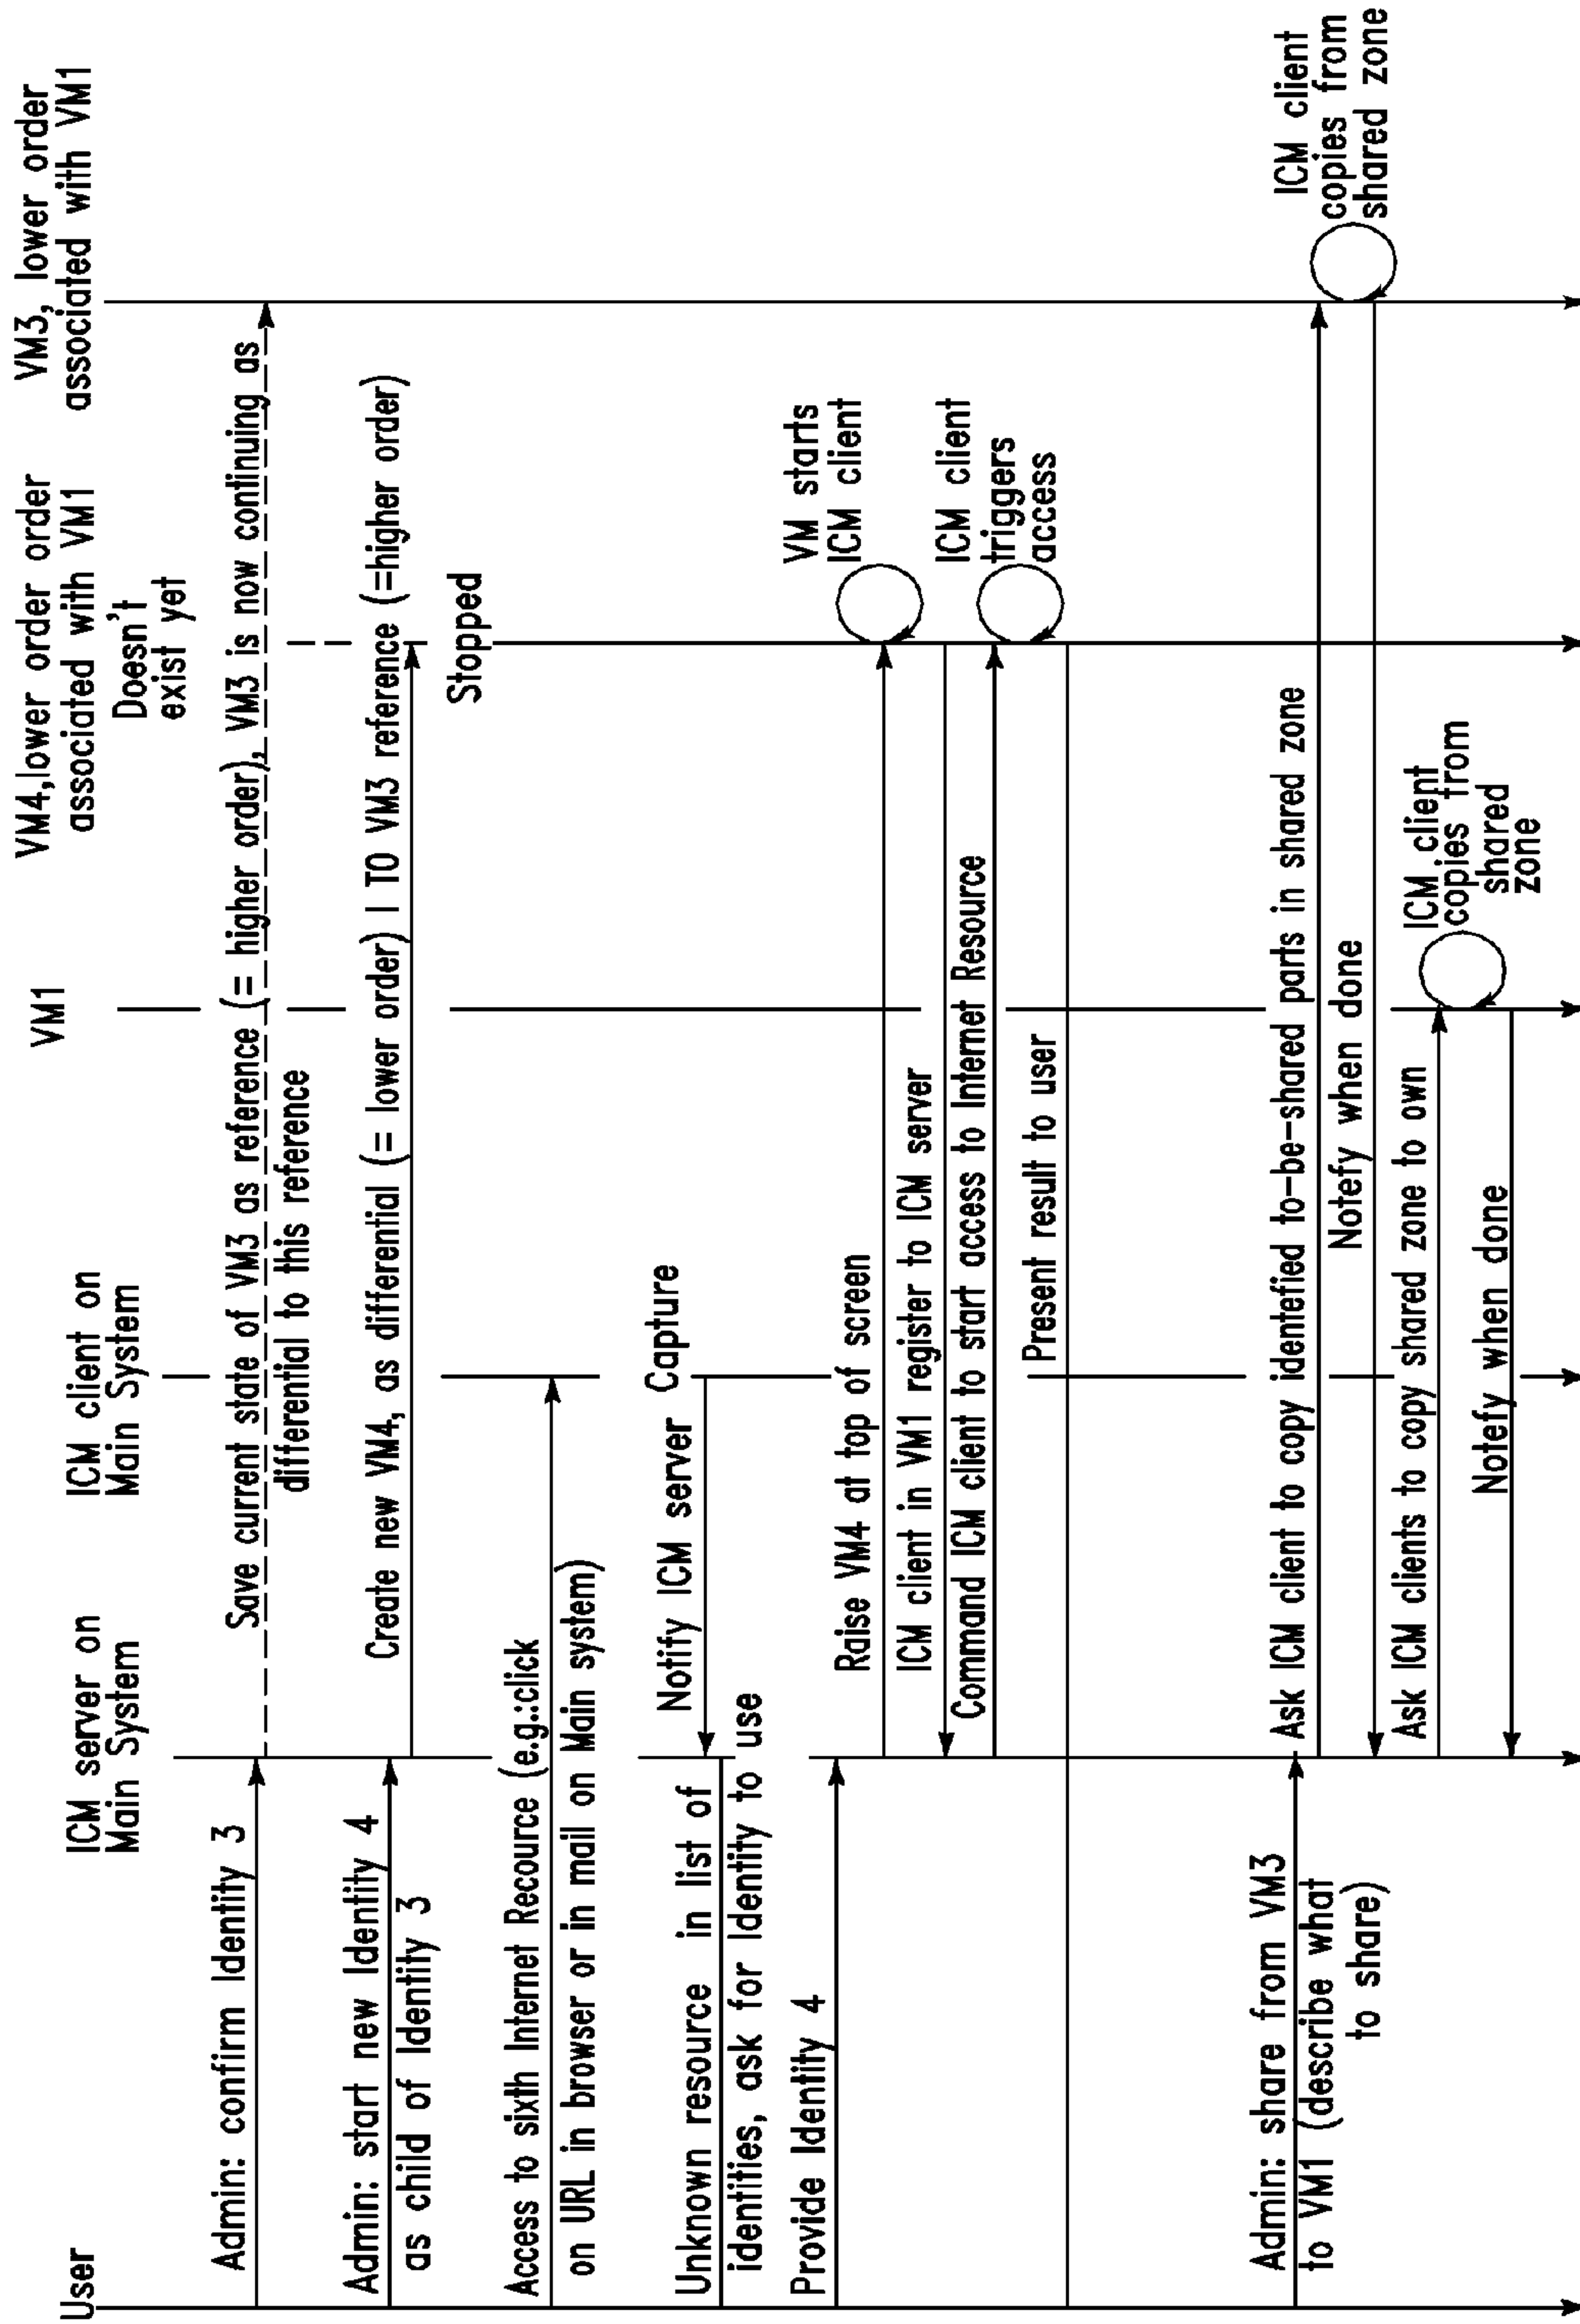 User
ICM server on
Main System
ICM client on
Main System
VM1
VM4,lower order order
associated with VM1
VM3, lower order
associated with VM1
Doesn't
exist yet
Admin: confirm Identity 3
Save current state of VM3 as reference (= higher order), VM3 is now continuing as
differential to this reference
Admin: start new Identity 4
as child of Identity 3
Create new VM4, as differential (= lower order) I TO VM3 reference (=higher order)
Stopped
Access to sixth Internet Recource (e.g.:click
on URL in browser or in mail on Main system)
Capture
Notify ICM server
Unknown resource in list of
identities, ask for Identity to use
Provide Identity 4
Raise VM4 at top of screen
VM starts
ICM client
ICM client in VM1 register to ICM server
Command ICM client to start access to Internet Resource
ICM client
triggers
access
Present result to user
Admin: share from VM3
to VM1 (describe what
to share)
Ask ICM client to copy identefied to-be-shared parts in shared zone
ICM client
copies from
shared zone
Notefy when done
Ask ICM clients to copy shared zone to own
ICM client
copies from
shared
zone
Notefy when done